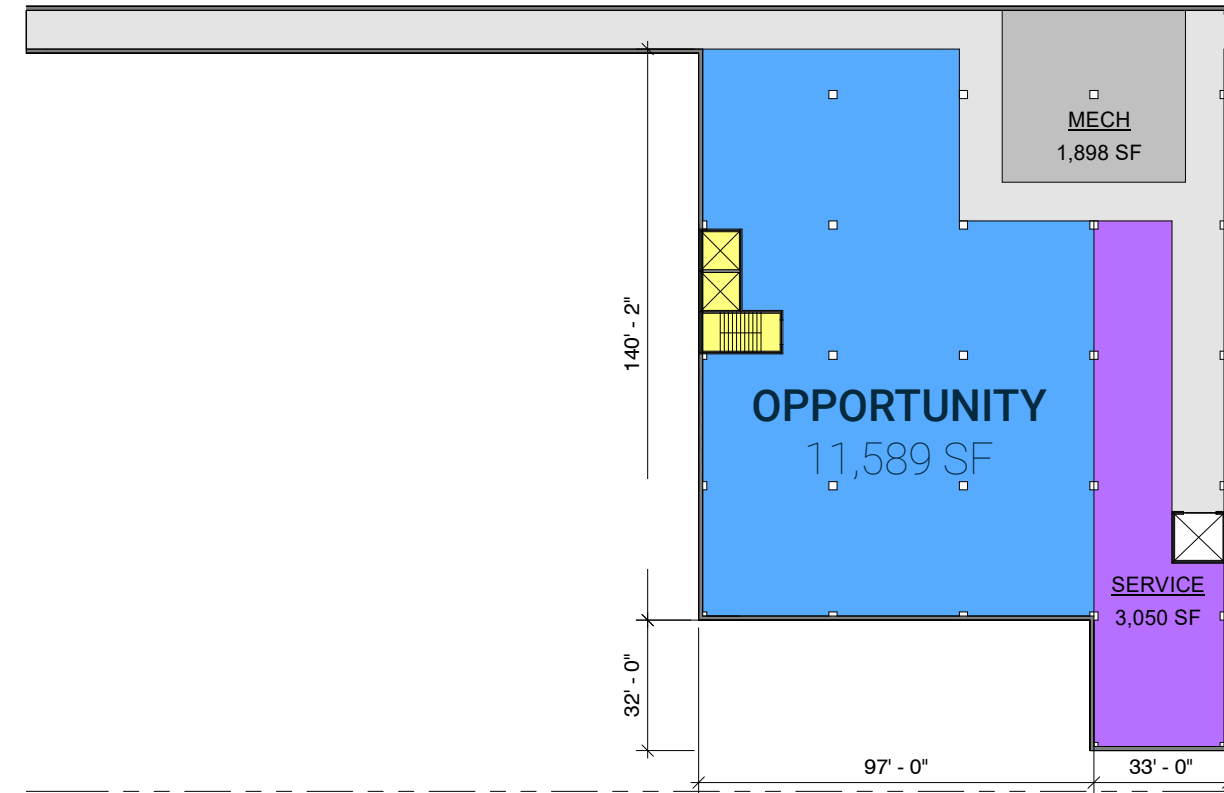 MECH
1,898 SF
140' - 2"
OPPORTUNITY
11,589 SF
SERVICE
3,050 SF
32' - 0"
97' - 0"
33' - 0"